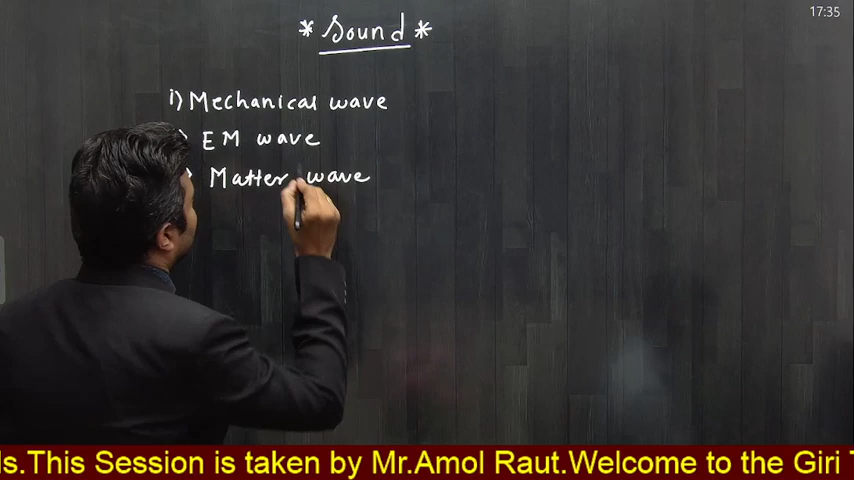 17:35
* Sound *
i) Mechanical wave
) EM wave
) Matter wave
ls.This Session is taken by Mr.Amol Raut.Welcome to the Giri T